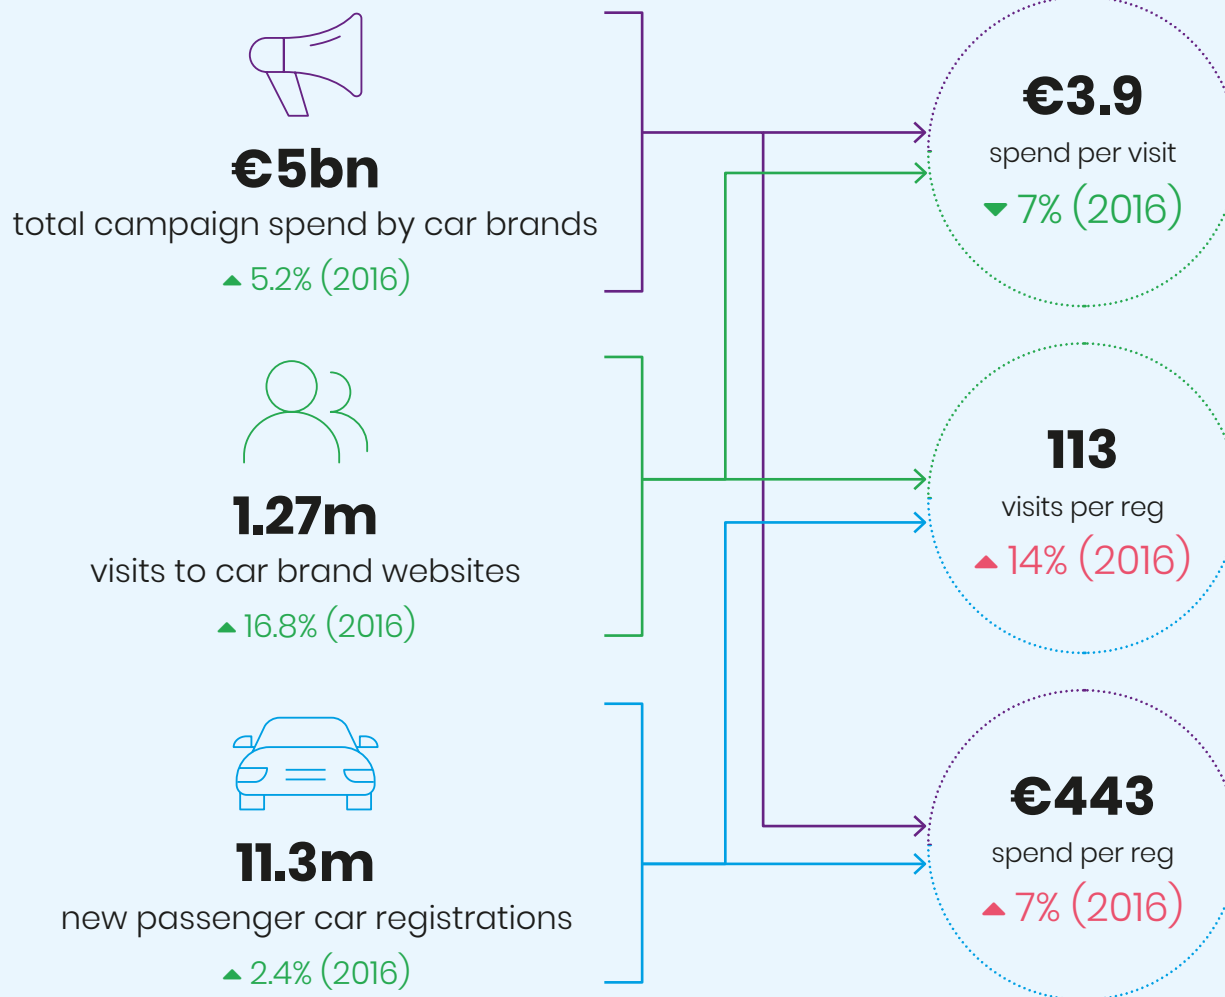 €5bn
total campaign spend by car brands
▲ 5.2% (2016)
1.27m
visits to car brand websites
▲ 16.8% (2016)
11.3m
new passenger car registrations
▲ 2.4% (2016)
€3.9
spend per visit
▼ 7% (2016)
113
visits per reg
▲ 14% (2016)
€443
spend per reg
▲ 7% (2016)